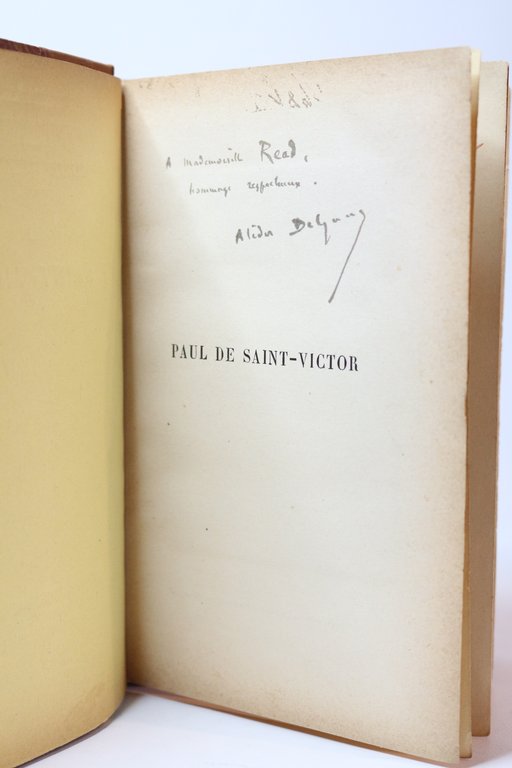 A mademoiselle Read,
hommage respectueux.
Alidor Delzant
PAUL DE SAINT-VICTOR